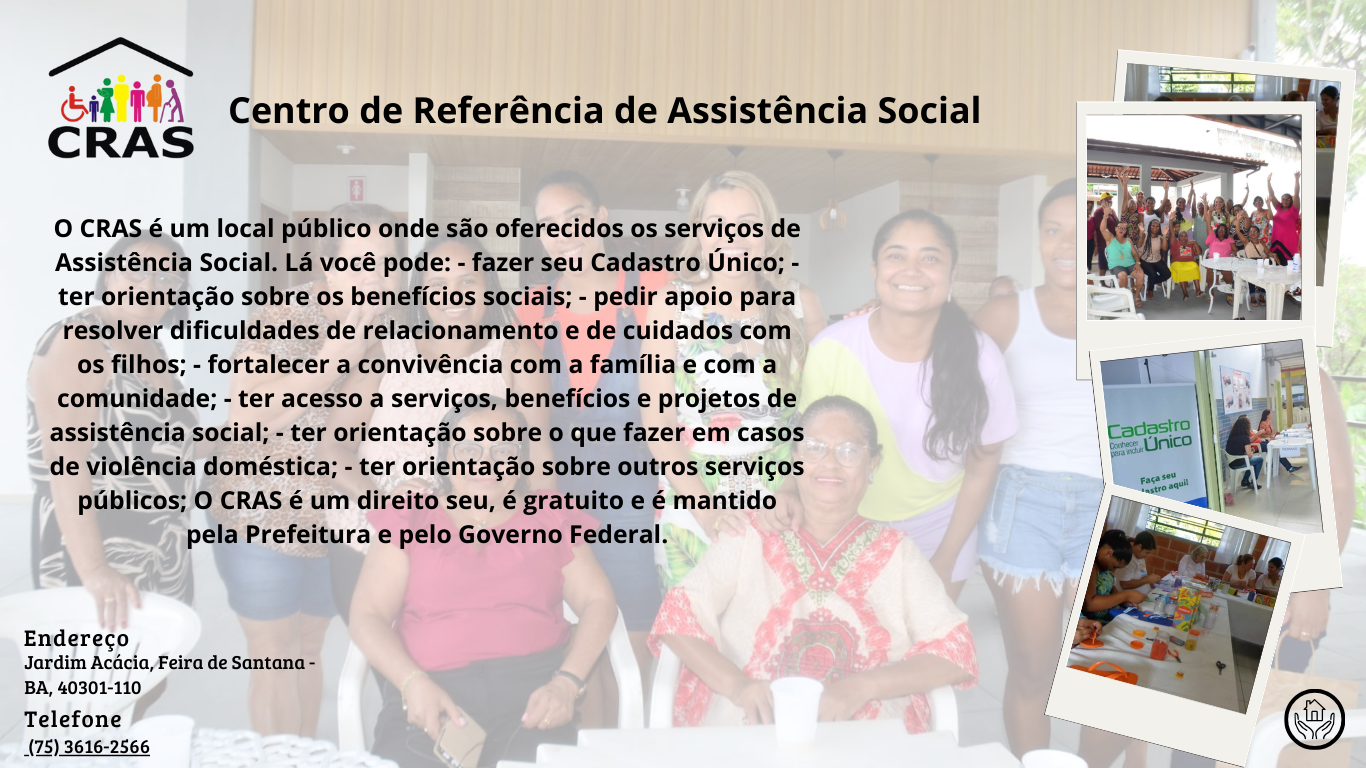 CRAS
Centro de Referência de Assistência Social
O CRAS é um local público onde são oferecidos os serviços de
Assistência Social. Lá você pode: - fazer seu Cadastro Único; -
ter orientação sobre os benefícios sociais; - pedir apoio para
resolver dificuldades de relacionamento e de cuidados com
os filhos; - fortalecer a convivência com a família e com a
comunidade; - ter acesso a serviços, benefícios e projetos de
assistência social; - ter orientação sobre o que fazer em casos
de violência doméstica; - ter orientação sobre outros serviços
públicos; O CRAS é um direito seu, é gratuito e é mantido
pela Prefeitura e pelo Governo Federal.
Cadastro
Conhecer
para incluir
Único
Faça seu
astro aqui!
Endereço
Jardim Acácia, Feira de Santana -
BA, 40301-110
Telefone
(75) 3616-2566